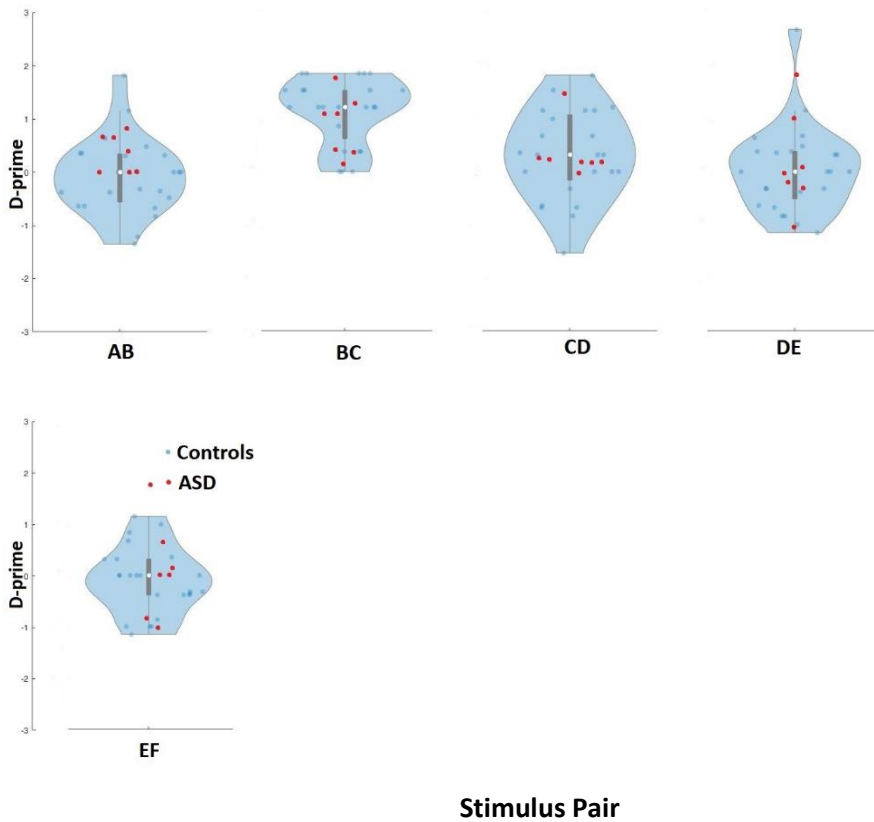 3
2
1
0
-1
-2
-3
D-prime
AB
BC
CD
DE
3
2
1
0
-1
-2
-3
D-prime
Controls
ASD
EF
Stimulus Pair